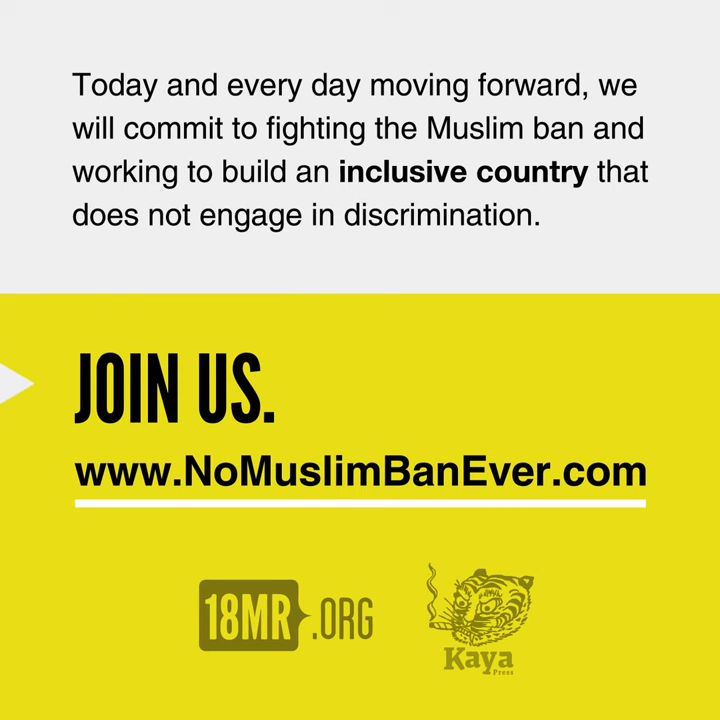 Today and every day moving forward, we
will commit to fighting the Muslim ban and
working to build an inclusive country that
does not engage in discrimination.
JOIN US.
www.NoMuslimBanEver.com
18MR.ORG
Kaya
Press